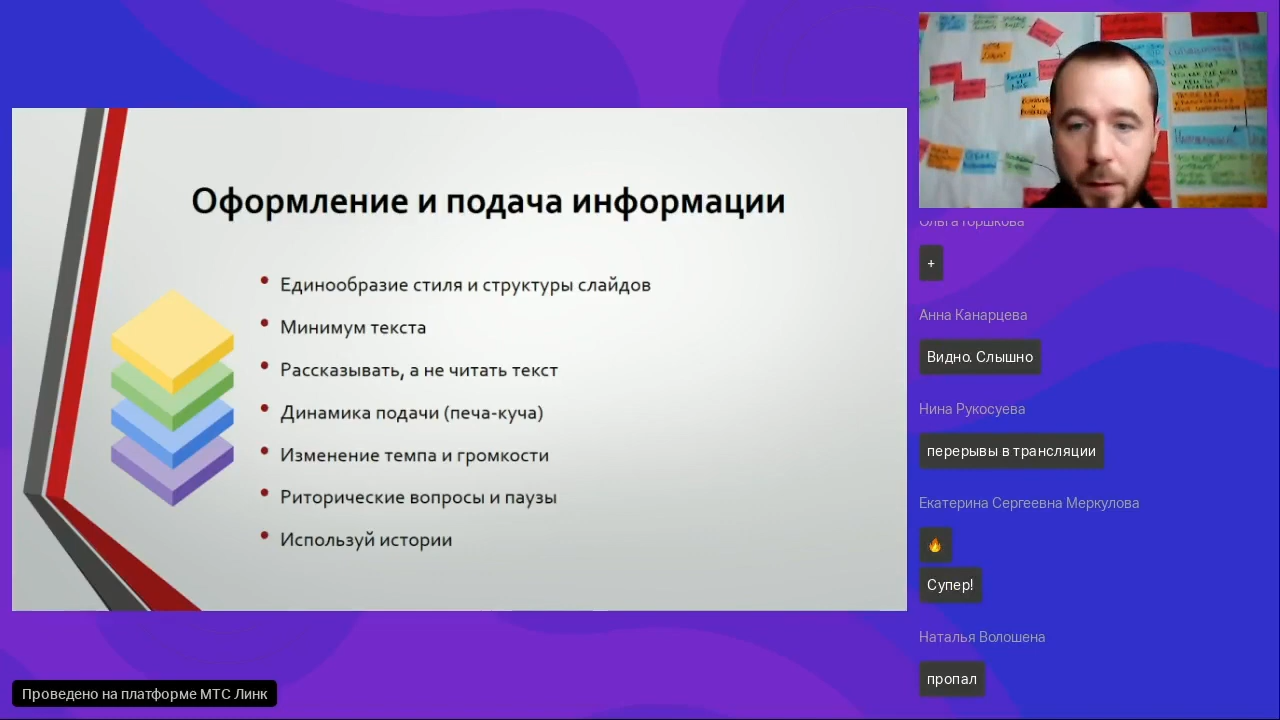 Оформление и подача информации
Единообразие стиля и структуры слайдов
Минимум текста
Рассказывать, а не читать текст
Динамика подачи (печа-куча)
Изменение темпа и громкости
Риторические вопросы и паузы
Используй истории
Проведено на платформе МТС Линк
Ольга Горшкова
+
Анна Канарцева
Видно. Слышно
Нина Рукосуева
перерывы в трансляции
Екатерина Сергеевна Меркулова
🔥
Супер!
Наталья Волошена
пропал